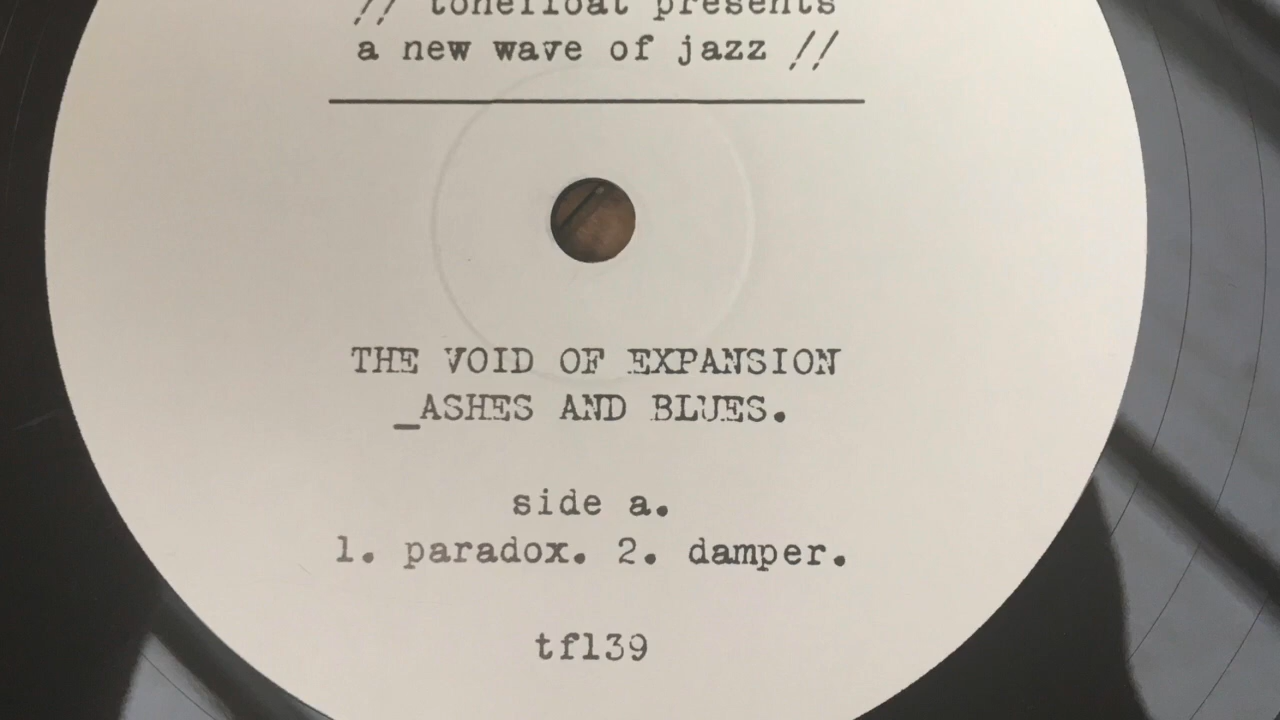 // tonefloat presents
a new wave of jazz //
THE VOID OF EXPANSION
_ASHES AND BLUES.
side a.
1. paradox. 2. damper.
tf139